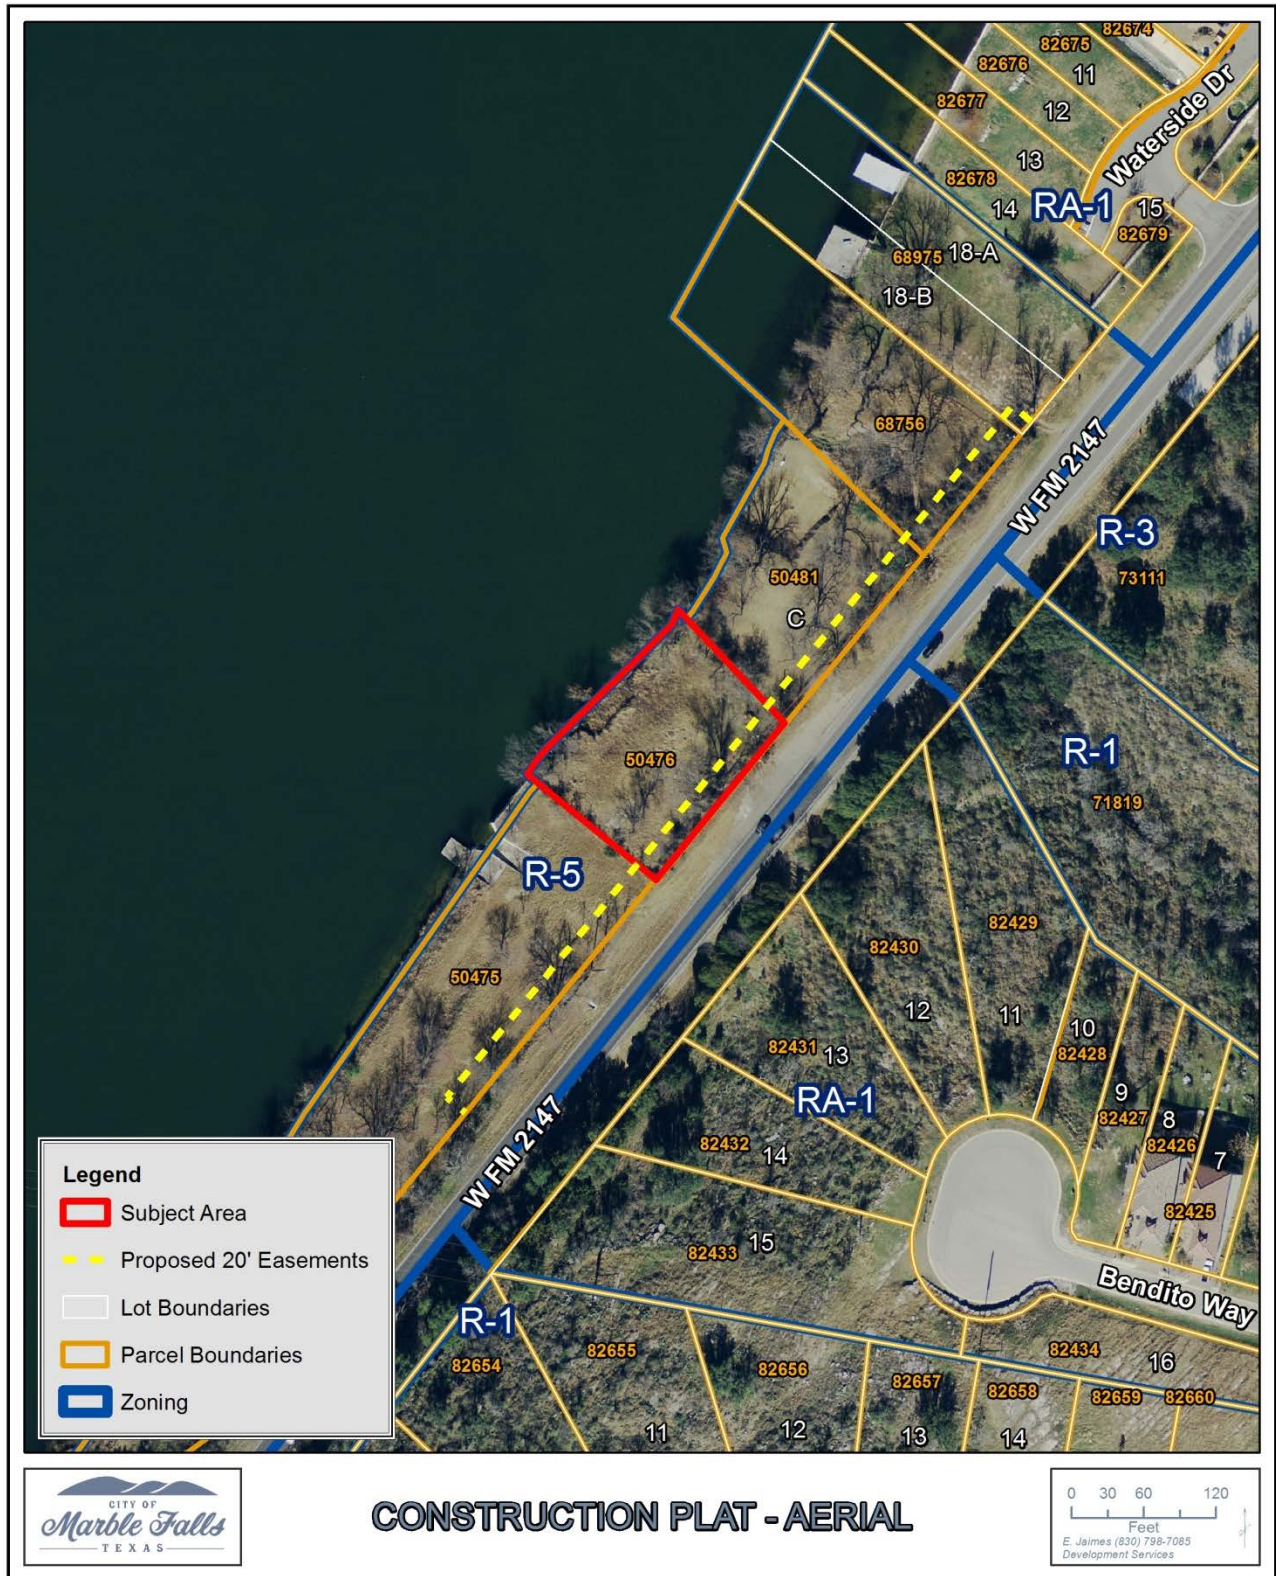 82674
82675
11
82676
12
82677
13
82678
14
RA-1
Waterside Dr
15
82679
68975
18-A
18-B
68756
W FM 2147
R-3
73111
50481
C
R-1
71819
50476
R-5
82429
82430
12
11
10
82428
50475
82431
13
9
82427
8
82426
7
RA-1
82432
14
82425
82433
15
Bendito Way
W FM 2147
R-1
82654
82655
82656
82657
82658
82434
16
82659
82660
11
12
13
14
Legend
Subject Area
Proposed 20' Easements
Lot Boundaries
Parcel Boundaries
Zoning
CITY OF
Marble Falls
TEXAS
CONSTRUCTION PLAT - AERIAL
0 30 60 120
Feet
E. Jaimes (830) 798-7085
Development Services